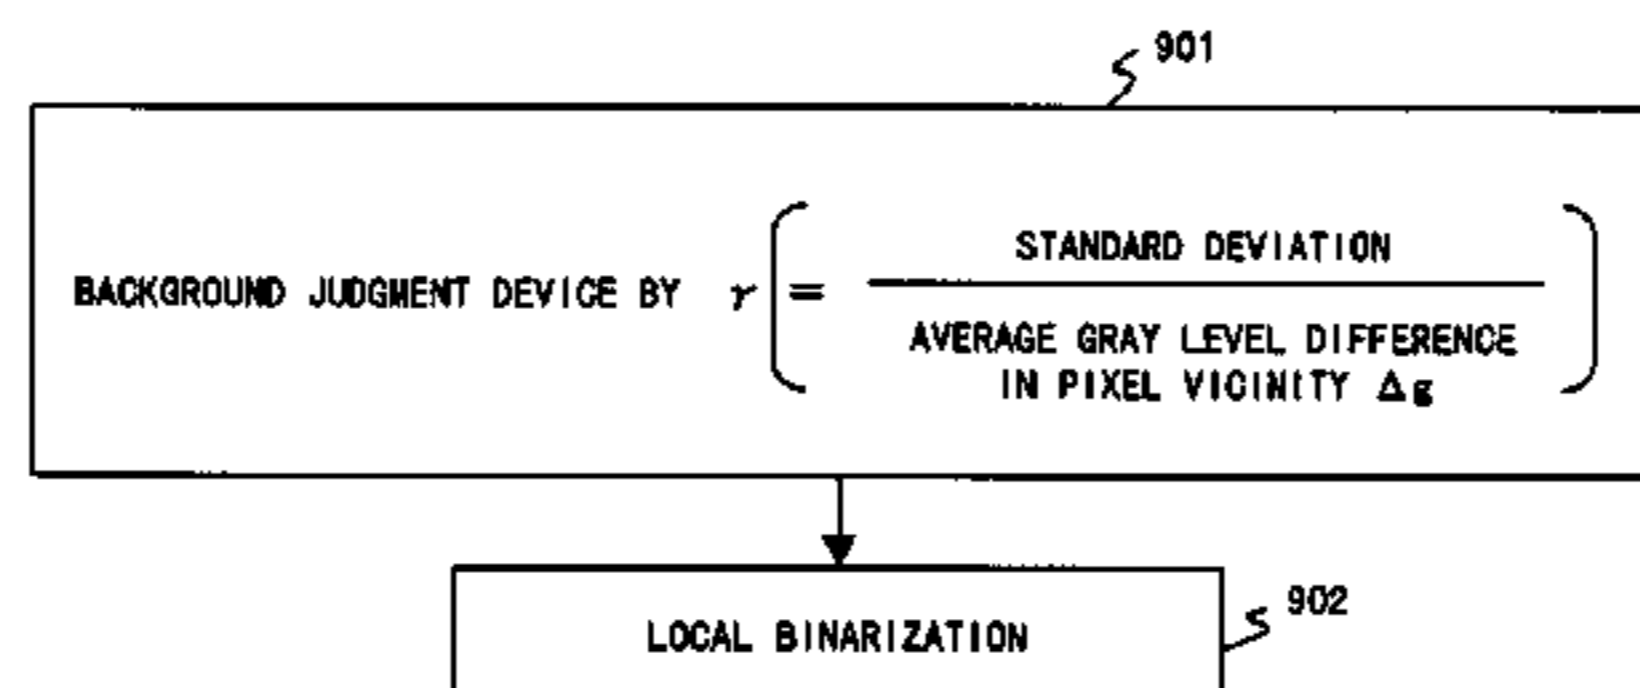 901
STANDARD DEVIATION
BACKGROUND JUDGMENT DEVICE BY r =
AVERAGE GRAY LEVEL DIFFERENCE
IN PIXEL VICINITY Δg
LOCAL BINARIZATION
902